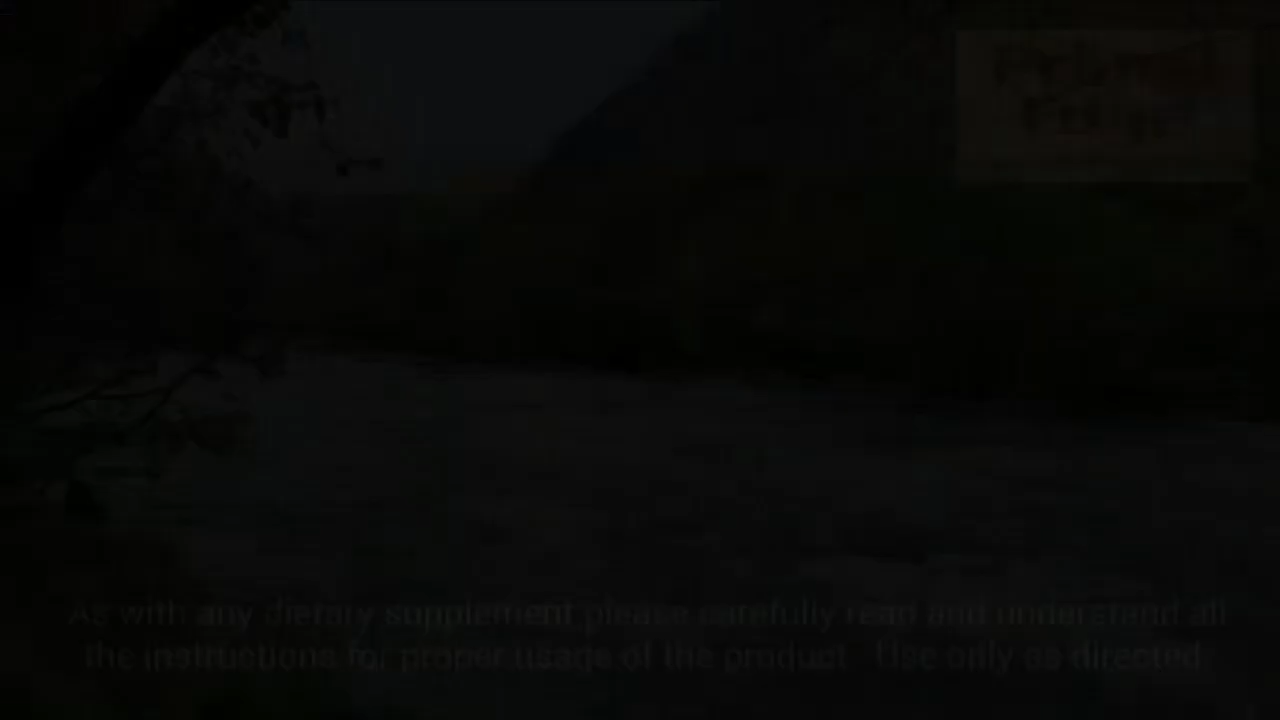 As with any dietary supplement please carefully read and understand all
the instructions for proper usage of the product. Use only as directed.